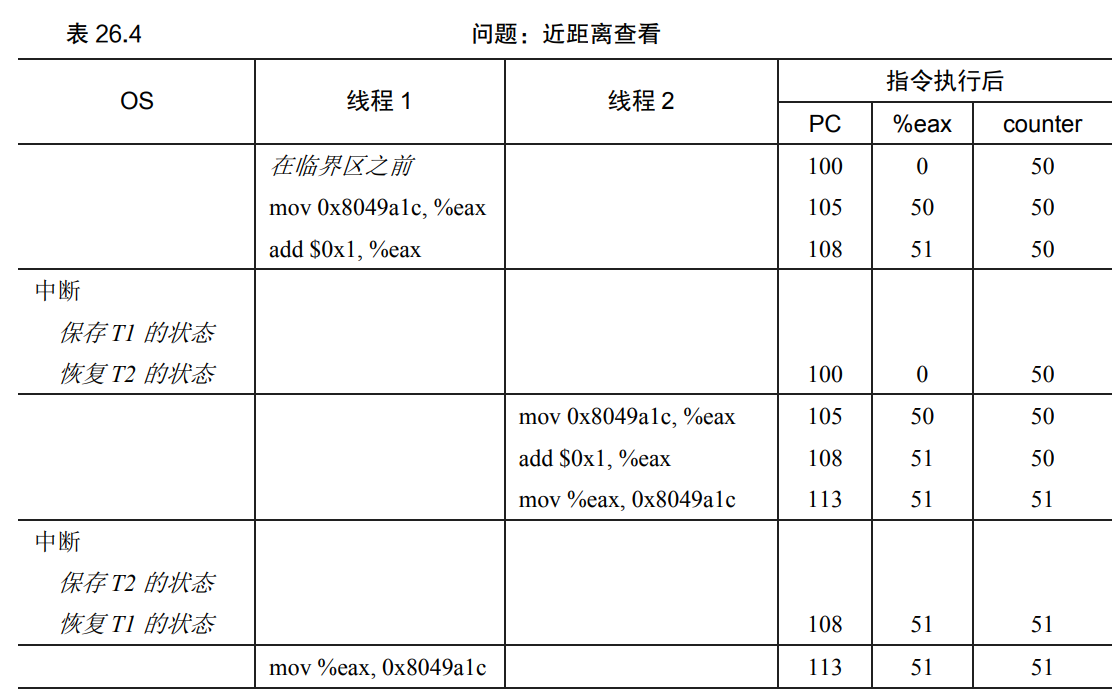 表 26.4 问题：近距离查看
OS 线程 1 线程 2 指令执行后
PC %eax counter
在临界区之前 100 0 50
mov 0x8049a1c, %eax 105 50 50
add $0x1, %eax 108 51 50
中断
保存 T1 的状态
恢复 T2 的状态 100 0 50
mov 0x8049a1c, %eax 105 50 50
add $0x1, %eax 108 51 50
mov %eax, 0x8049a1c 113 51 51
中断
保存 T2 的状态
恢复 T1 的状态 108 51 51
mov %eax, 0x8049a1c 113 51 51